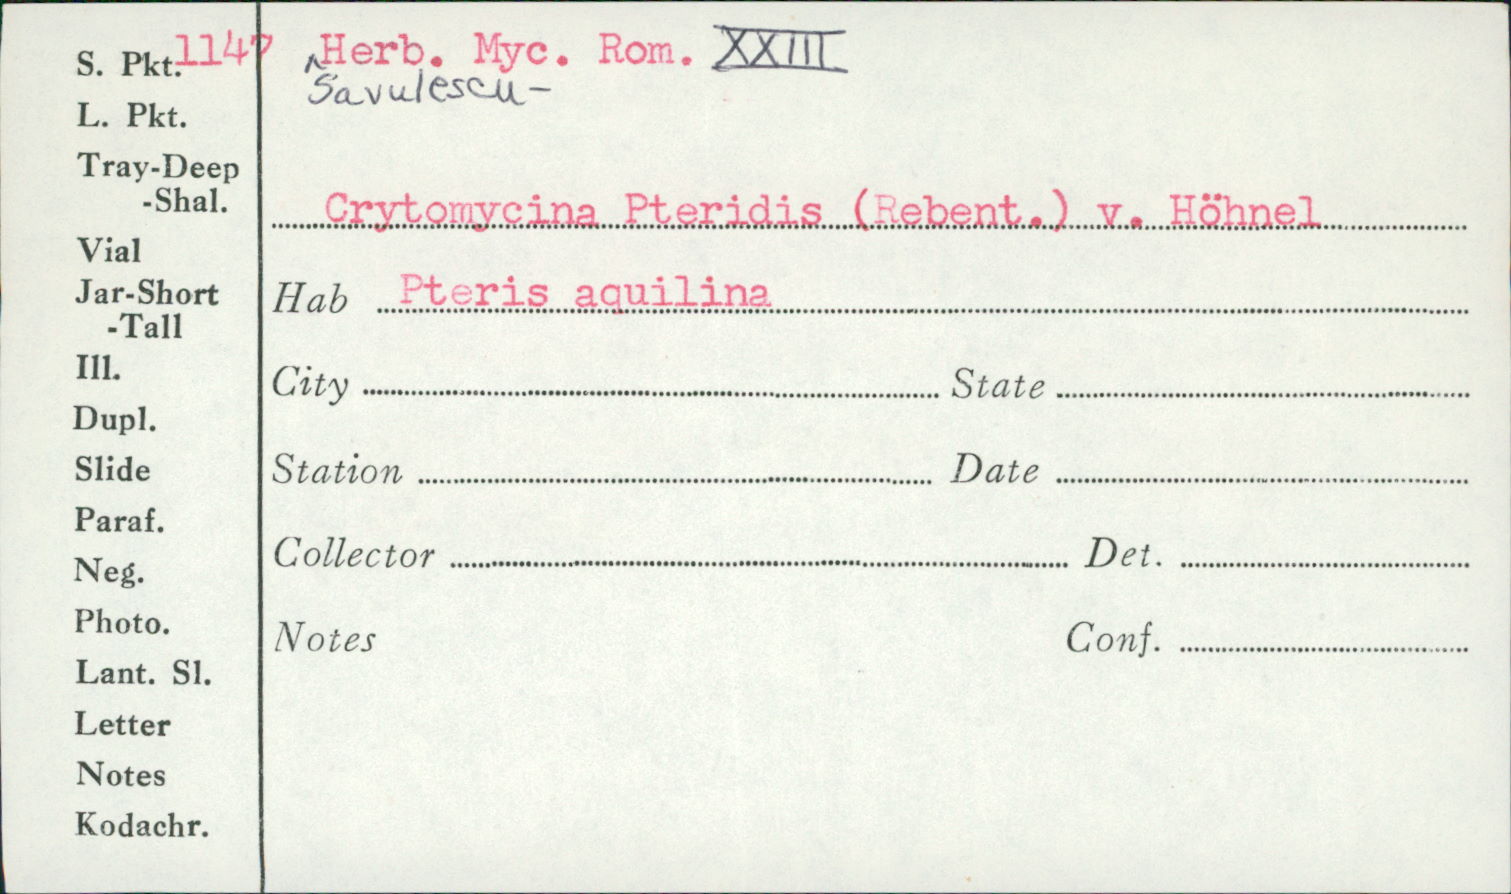 S. Pkt. 1147 Herb. Myc. Rom. XXIII
^ Savulescu-
L. Pkt.
Tray-Deep
-Shal.
Crytomycina Pteridis (Rebent.) v. Höhnel
Vial
Jar-Short
-Tall
Hab Pteris aquilina
Ill.
City State
Dupl.
Slide
Station Date
Paraf.
Neg.
Collector Det.
Photo.
Notes Conf.
Lant. Sl.
Letter
Notes
Kodachr.